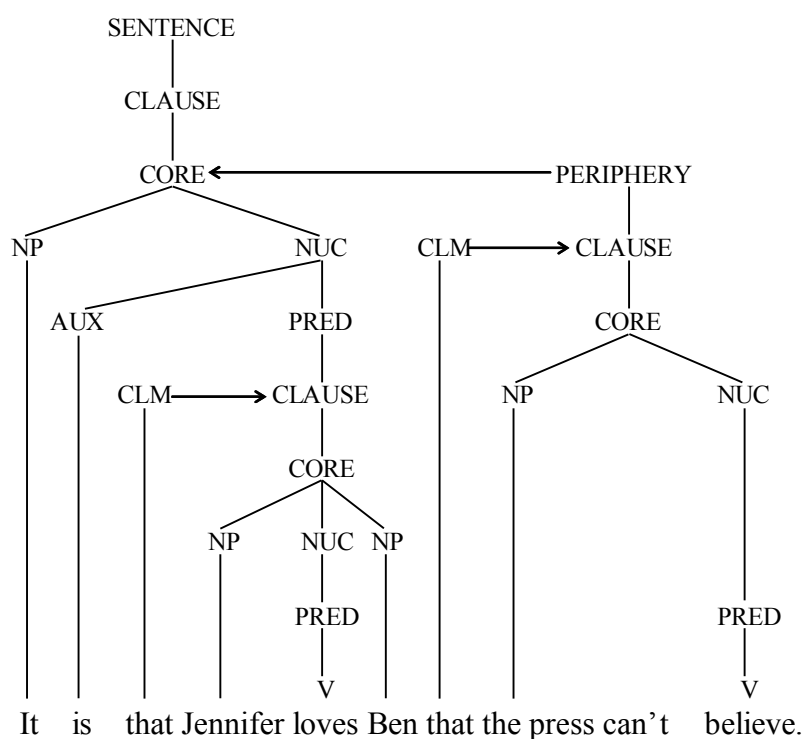 SENTENCE
CLAUSE
CORE PERIPHERY
NP NUC CLM CLAUSE
AUX PRED CORE
CLM CLAUSE NP NUC
CORE
NP NUC NP
PRED PRED
V V
It is that Jennifer loves Ben that the press can't believe.